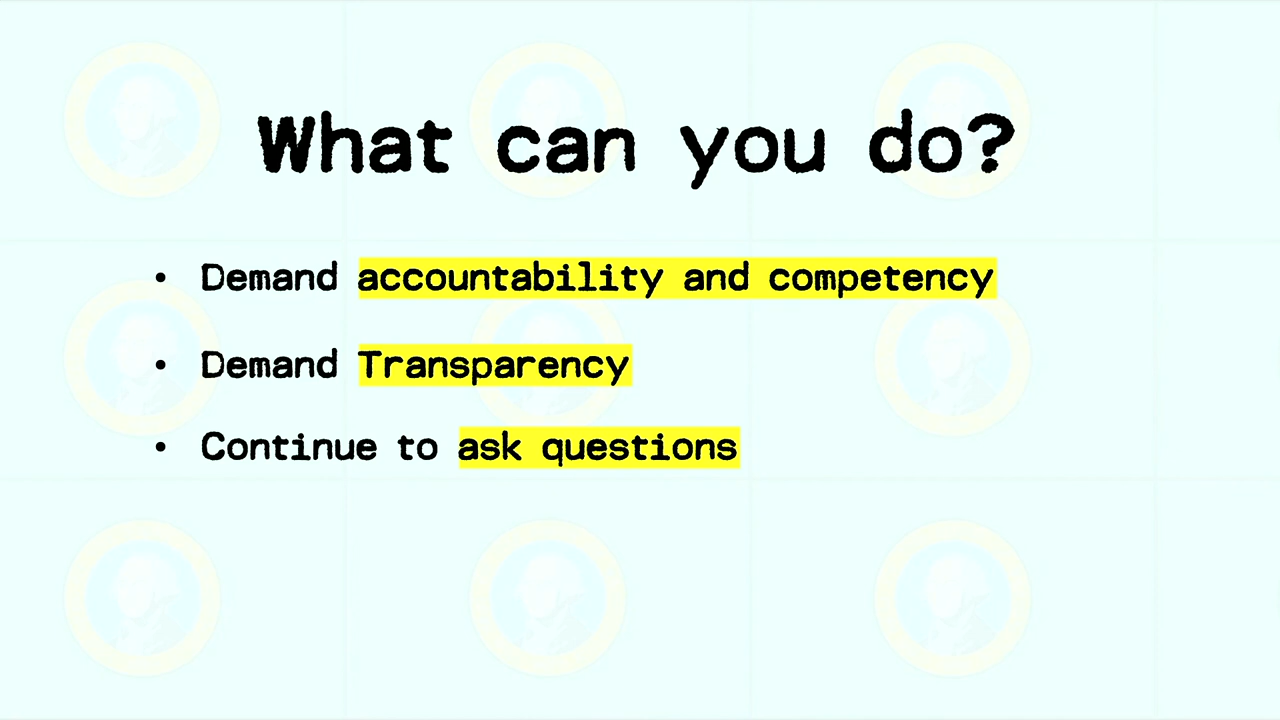 What can you do?
• Demand accountability and competency
• Demand Transparency
• Continue to ask questions